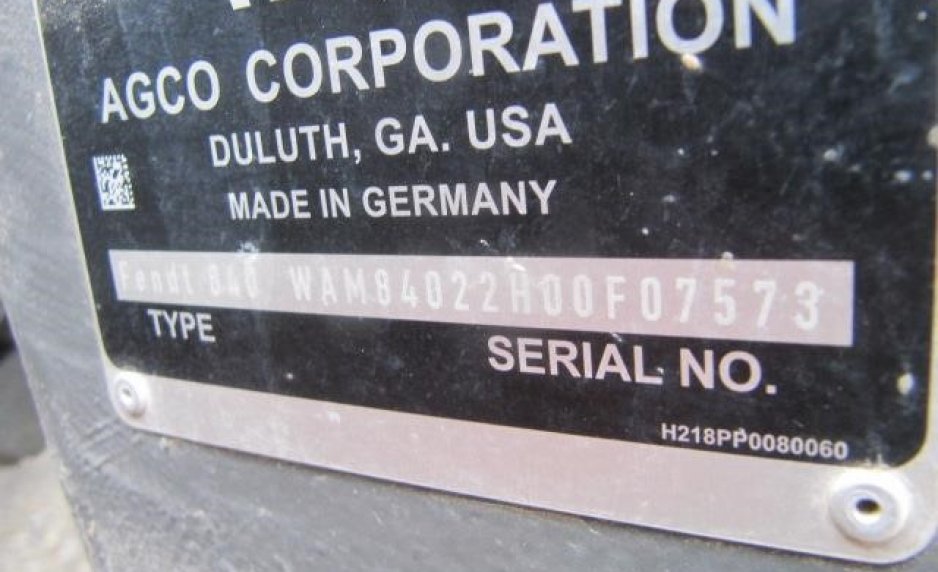 AGCO CORPORATION
DULUTH, GA. USA
MADE IN GERMANY
Fendt 840 WAM84022H00F07573
TYPE SERIAL NO.
H218PP0080060